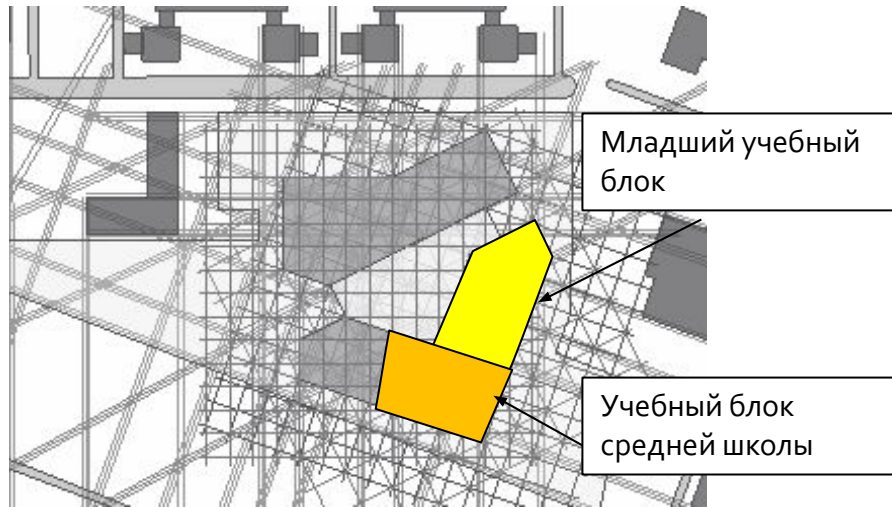 Младший учебный
блок
Учебный блок
средней школы